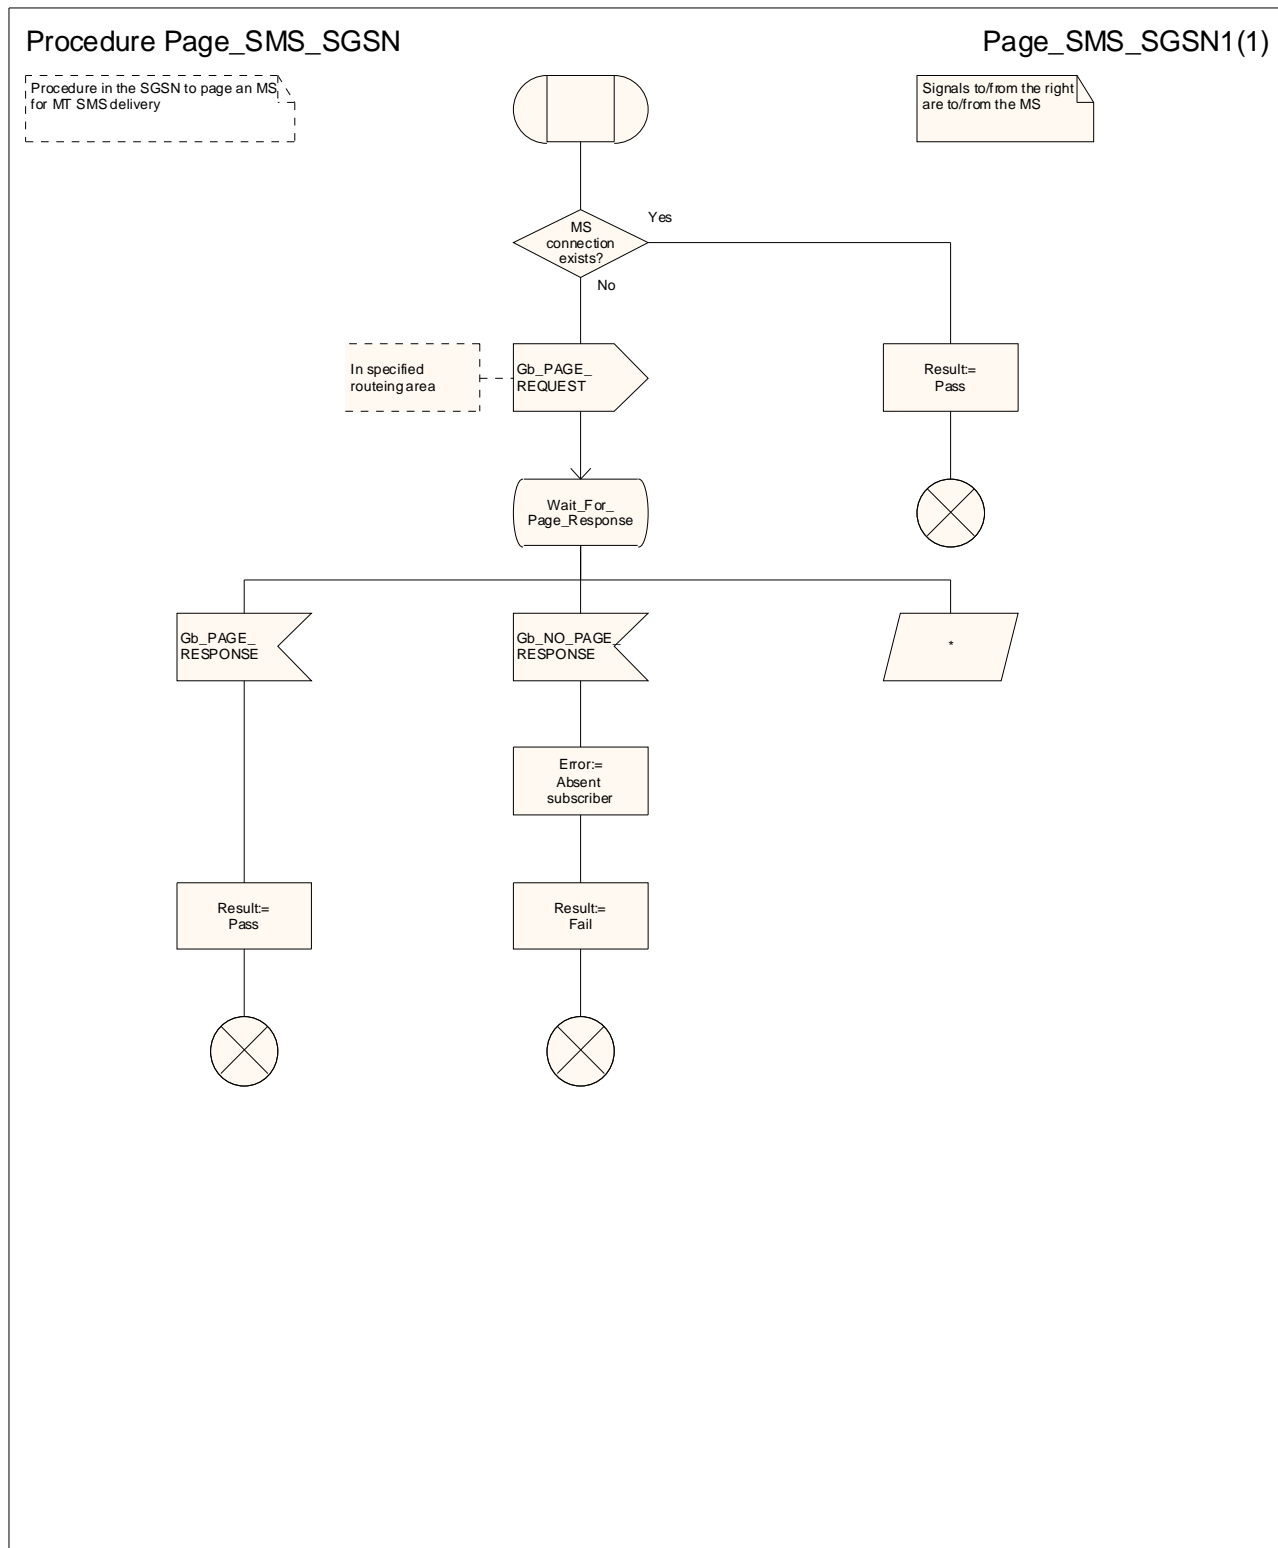 Procedure Page_SMS_SGSN
Page_SMS_SGSN1(1)
Procedure in the SGSN to page an MS
for MT SMS delivery
Signals to/from the right
are to/from the MS
MS
connection
exists?
Yes
No
In specified
routeing area
Gb_PAGE_
REQUEST
Result:=
Pass
Wait_For_
Page_Response
Gb_PAGE_
RESPONSE
Gb_NO_PAGE_
RESPONSE
*
Error:=
Absent
subscriber
Result:=
Pass
Result:=
Fail